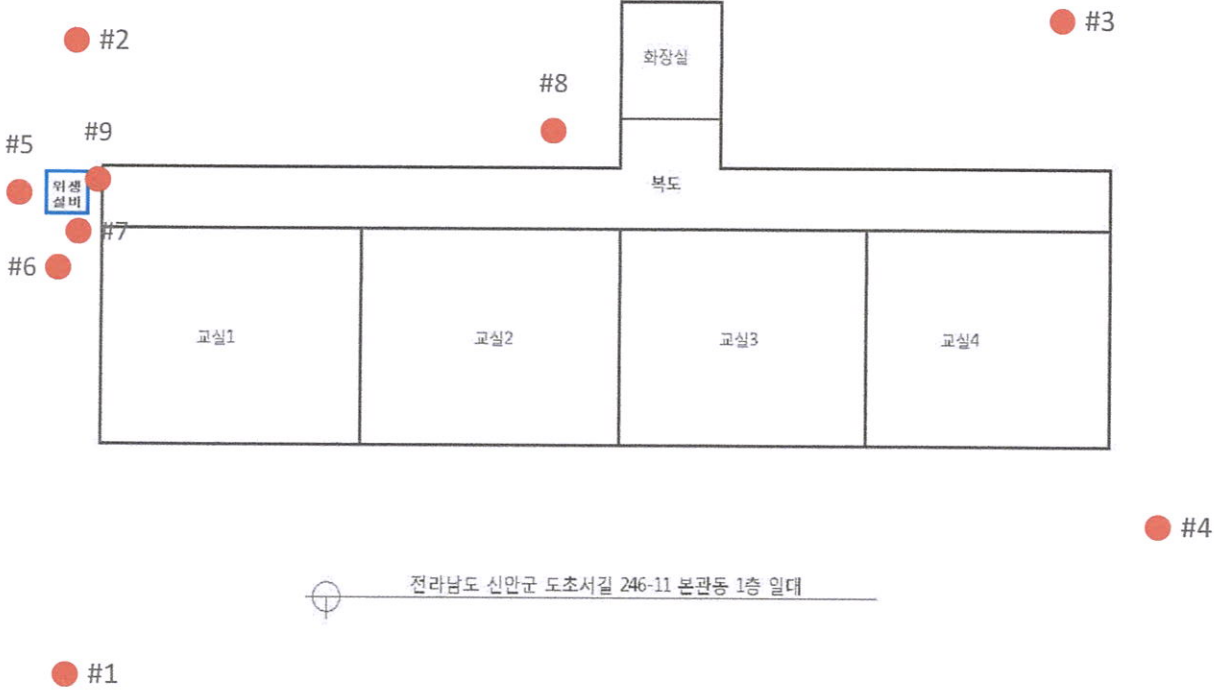 #2
#3
화장실
#8
#9
#5
위생
설비
복도
#7
#6
교실1
교실2
교실3
교실4
#4
전라남도 신안군 도초서길 246-11 본관동 1층 일대
#1